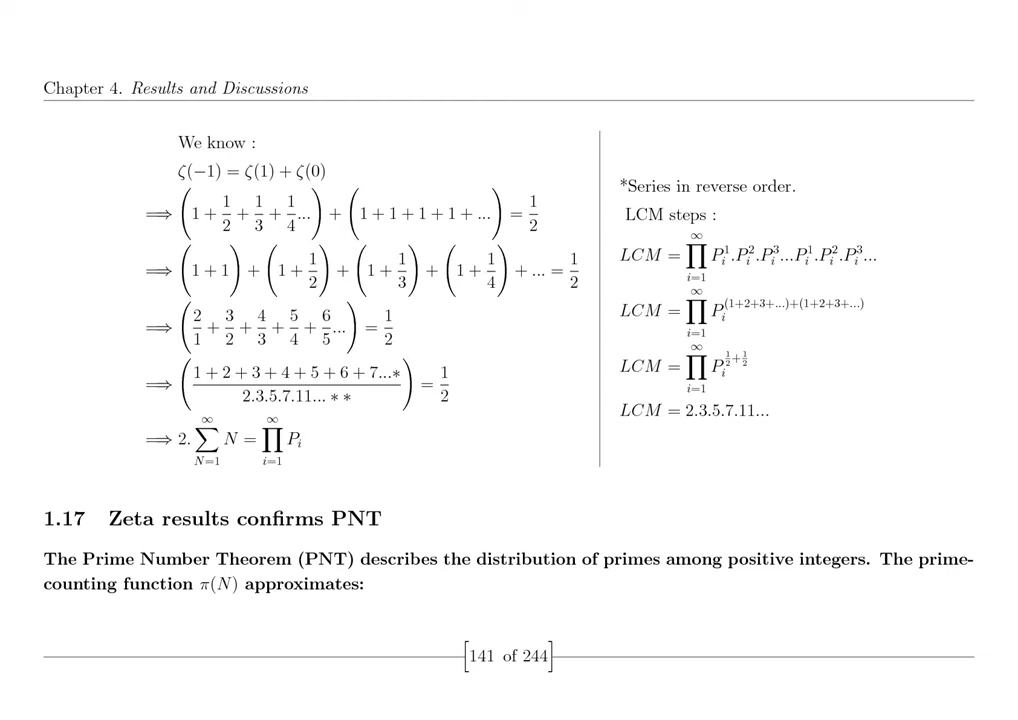 Chapter 4. Results and Discussions
We know :
ζ(−1) = ζ(1) + ζ(0)
⟹ (1 + 1/2 + 1/3 + 1/4...) + (1 + 1 + 1 + 1 + ...) = 1/2
⟹ (1 + 1) + (1 + 1/2) + (1 + 1/3) + (1 + 1/4) + ... = 1/2
⟹ (2/1 + 3/2 + 4/3 + 5/4 + 6/5...) = 1/2
⟹ ((1 + 2 + 3 + 4 + 5 + 6 + 7...∗)/(2.3.5.7.11... ∗ ∗)) = 1/2
⟹ 2. ∑_{N=1}^{∞} N = ∏_{i=1}^{∞} P_i
*Series in reverse order.
LCM steps :
LCM = ∏_{i=1}^{∞} P_i^1.P_i^2.P_i^3...P_i^1.P_i^2.P_i^3...
LCM = ∏_{i=1}^{∞} P_i^{(1+2+3+...)+(1+2+3+...)}
LCM = ∏_{i=1}^{∞} P_i^{1/2+1/2}
LCM = 2.3.5.7.11...
1.17 Zeta results confirms PNT
The Prime Number Theorem (PNT) describes the distribution of primes among positive integers. The prime-
counting function π(N) approximates:
[141 of 244]